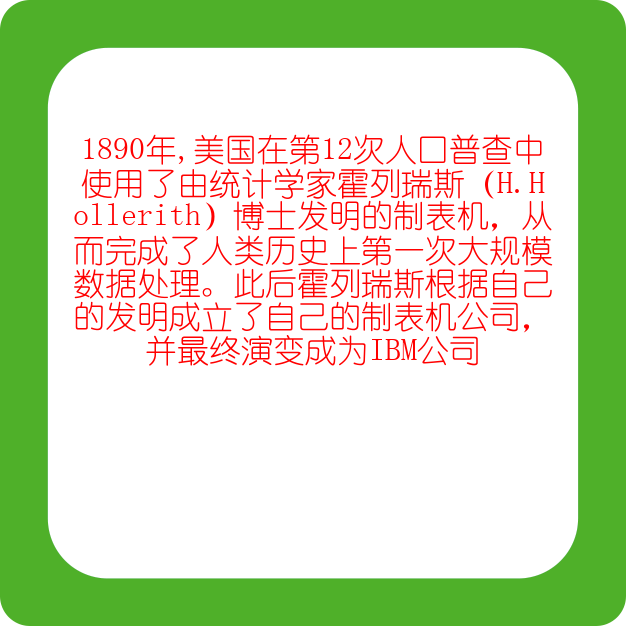 1890年,美国在第12次人口普查中
使用了由统计学家霍列瑞斯（H.H
ollerith）博士发明的制表机，从
而完成了人类历史上第一次大规模
数据处理。此后霍列瑞斯根据自己
的发明成立了自己的制表机公司，
并最终演变成为IBM公司